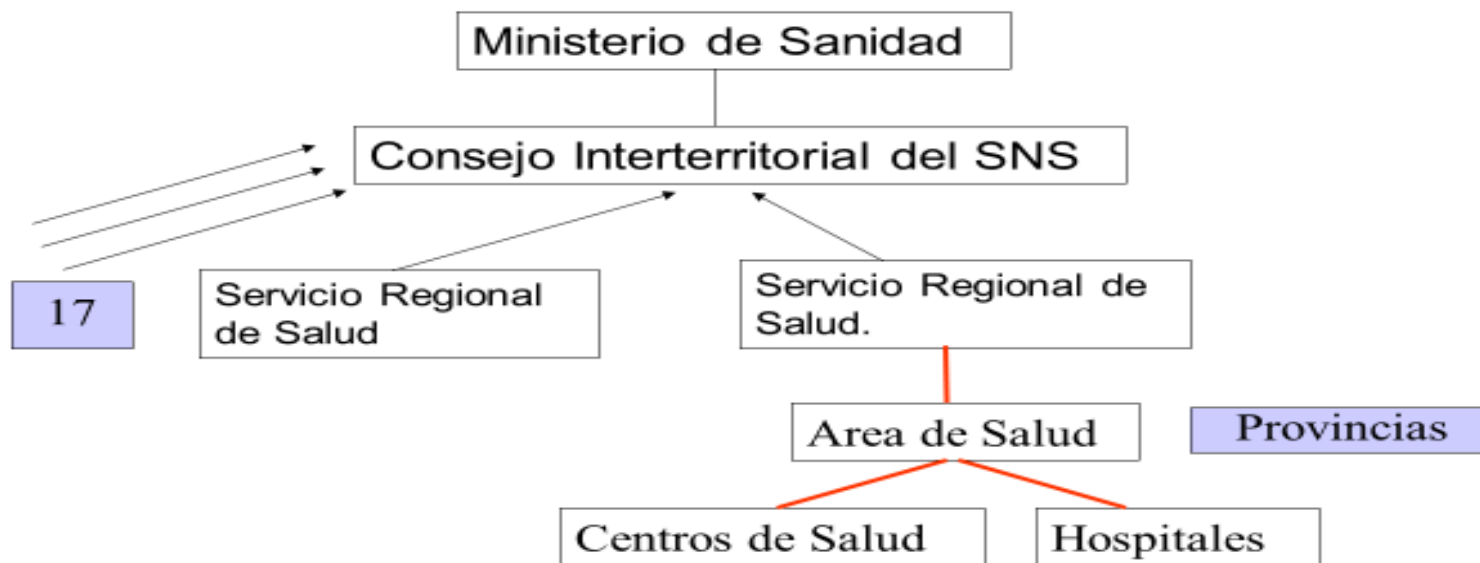 Ministerio de Sanidad
Consejo Interterritorial del SNS
17
Servicio Regional
de Salud
Servicio Regional de
Salud.
Area de Salud
Provincias
Centros de Salud
Hospitales